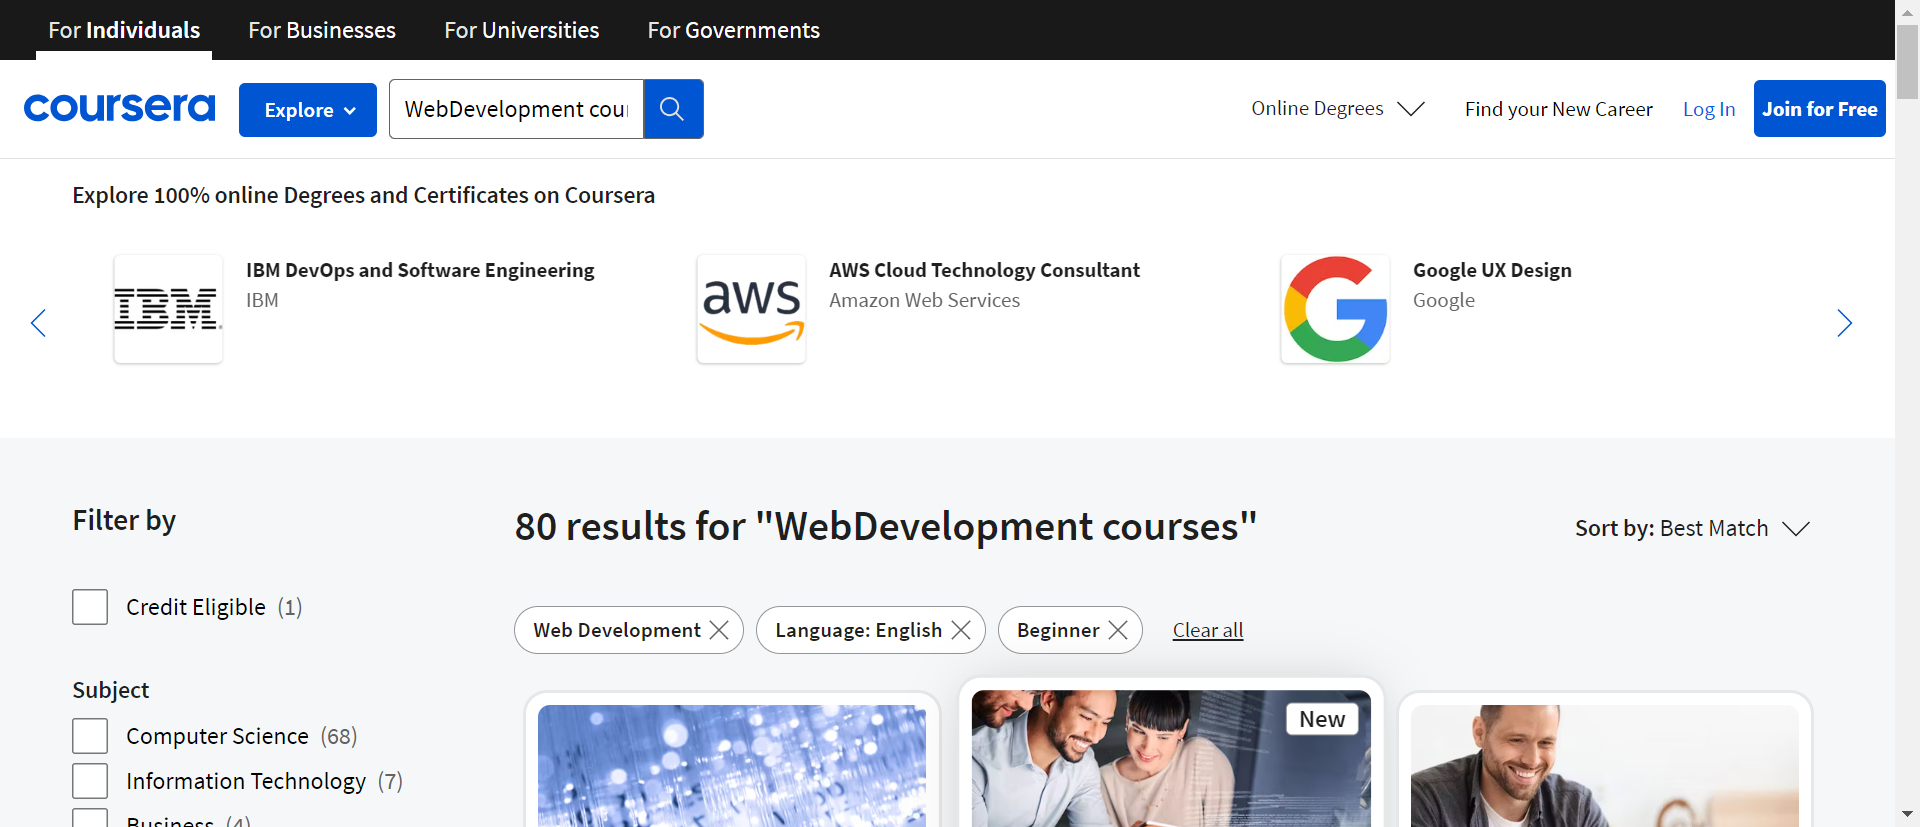 For Individuals
For Businesses
For Universities
For Governments
coursera
Explore
WebDevelopment cour
Online Degrees
Find your New Career
Log In
Join for Free
Explore 100% online Degrees and Certificates on Coursera
IBM
IBM DevOps and Software Engineering
IBM
aws
AWS Cloud Technology Consultant
Amazon Web Services
G
Google UX Design
Google
Filter by
80 results for "WebDevelopment courses"
Sort by: Best Match
Credit Eligible (1)
Web Development
Language: English
Beginner
Clear all
Subject
New
Computer Science (68)
Information Technology (7)
Business (4)